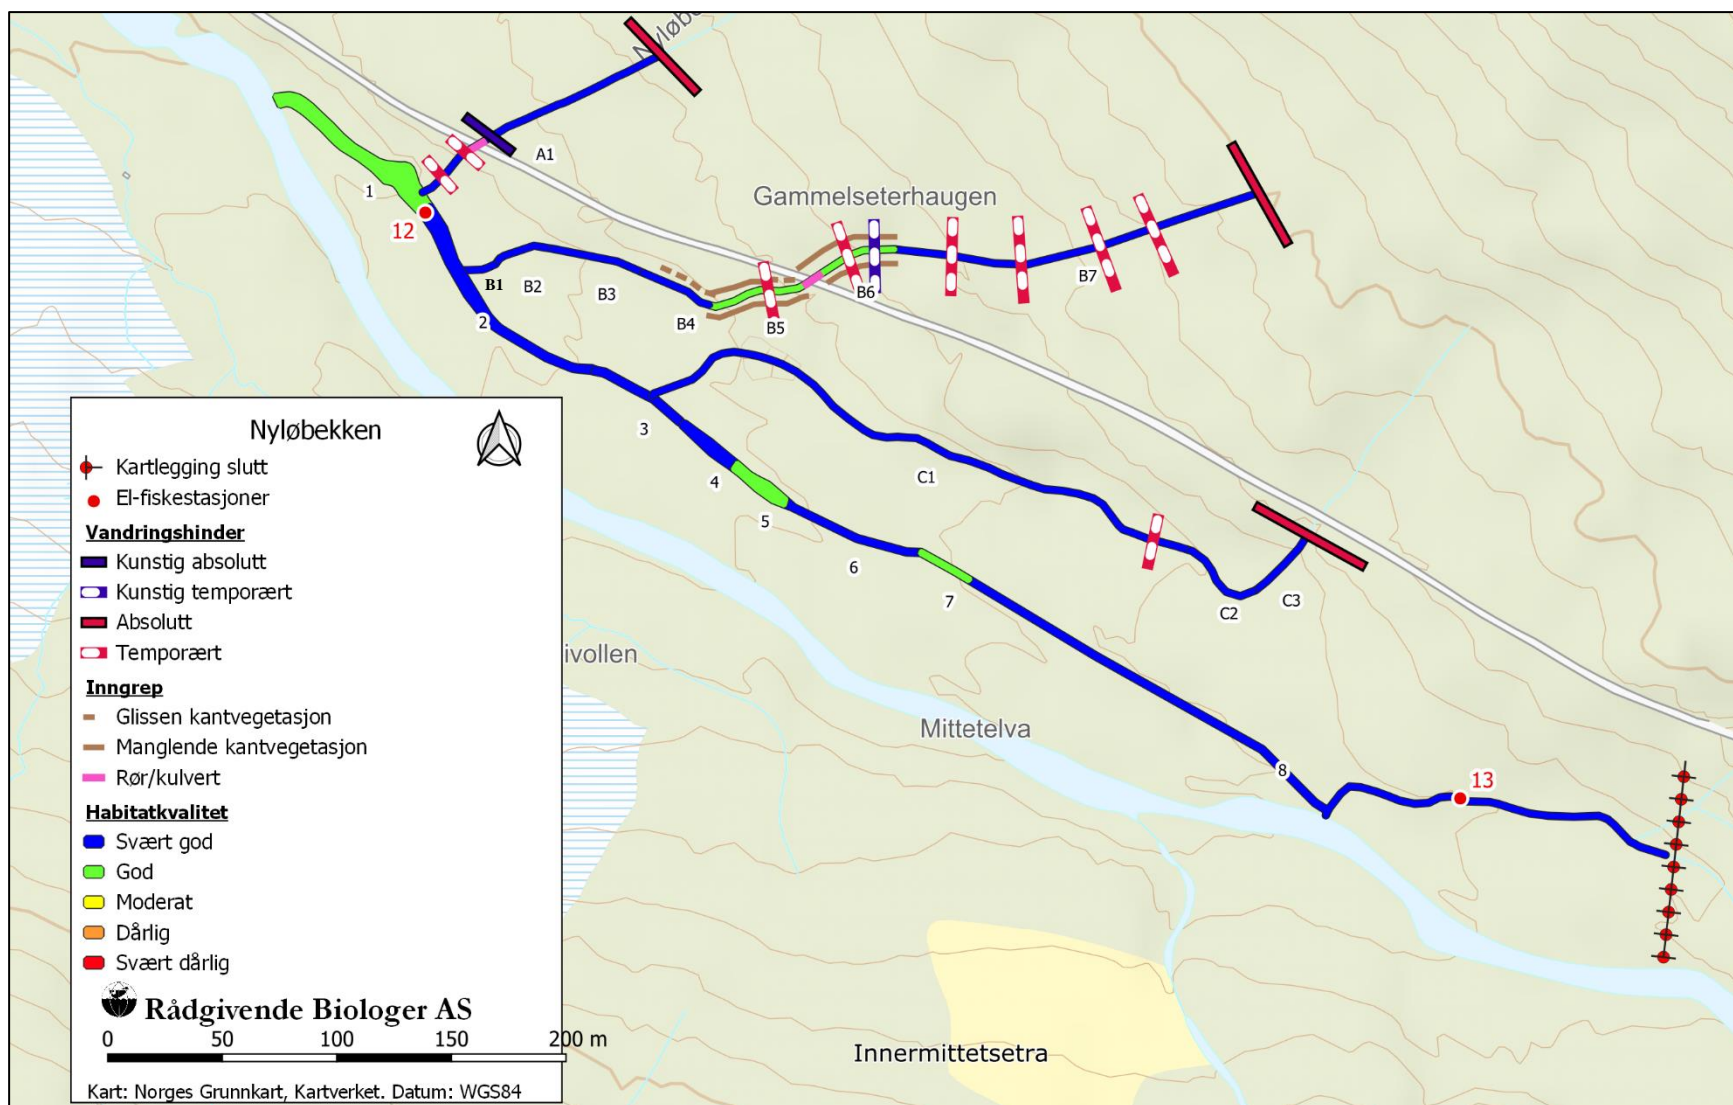 Nyløbe
A1
1
Gammelseterhaugen
12
B1
B2
B3
B4
B5
B6
B7
2
3
4
5
6
7
8
C1
C2
C3
13
ivollen
Mittetelva
Innermittetsetra
Nyløbekken
Kartlegging slutt
El-fiskestasjoner
Vandringshinder
Kunstig absolutt
Kunstig temporært
Absolutt
Temporært
Inngrep
Glissen kantvegetasjon
Manglende kantvegetasjon
Rør/kulvert
Habitatkvalitet
Svært god
God
Moderat
Dårlig
Svært dårlig
Rådgivende Biologer AS
0 50 100 150 200 m
Kart: Norges Grunnkart, Kartverket. Datum: WGS84